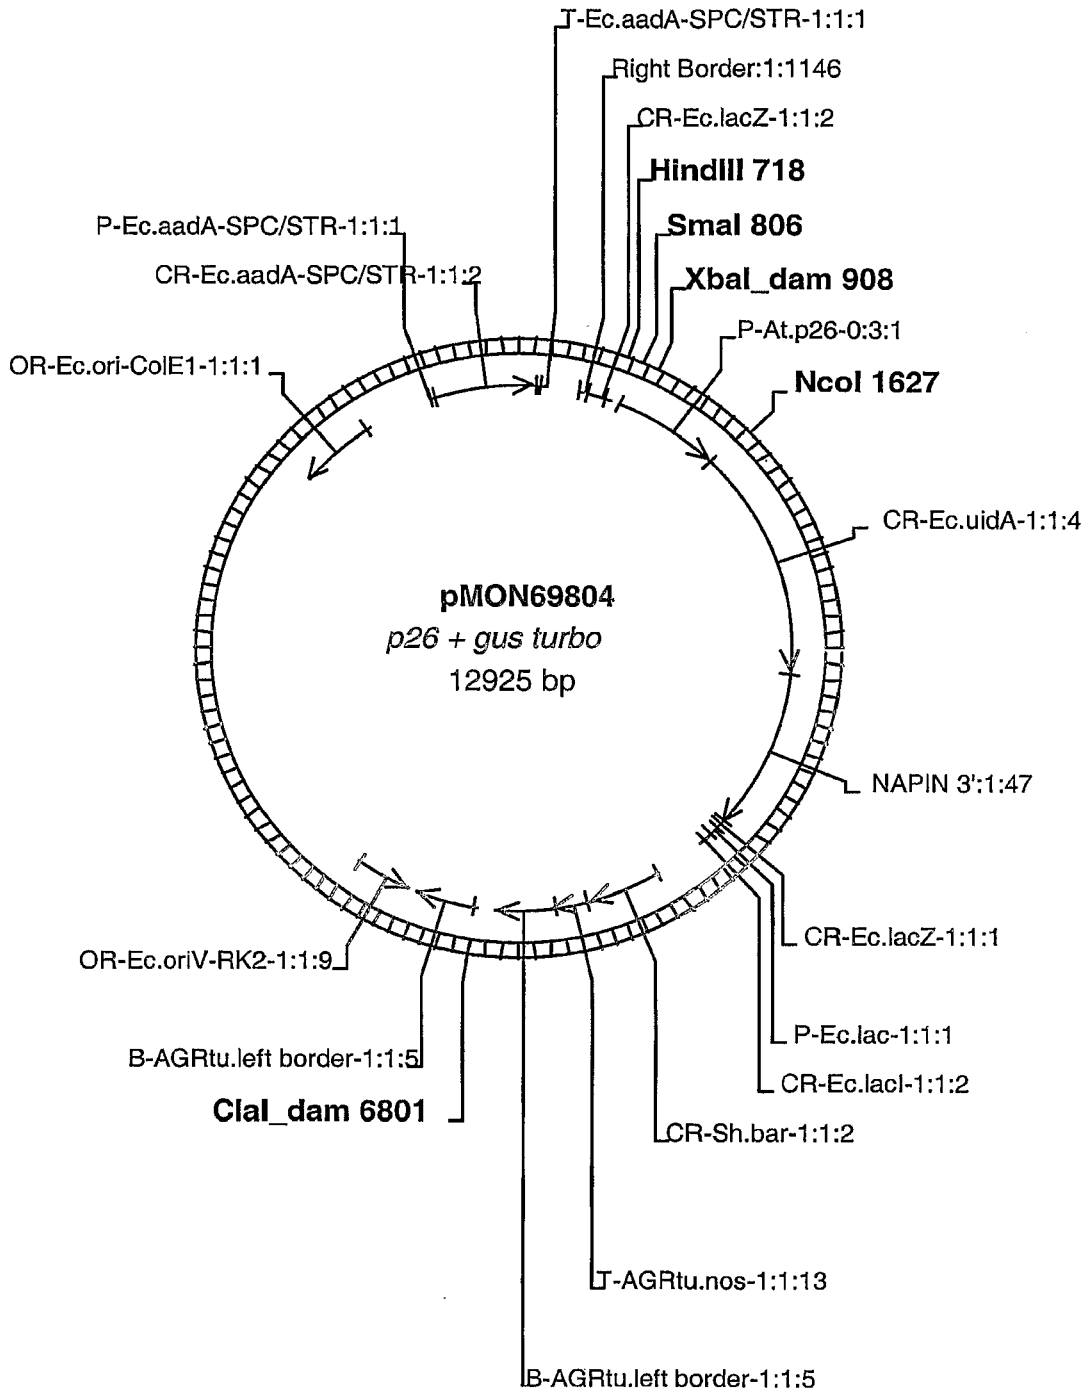 T-Ec.aadA-SPC/STR-1:1:1
Right Border:1:1146
CR-Ec.lacZ-1:1:2
HindIII 718
P-Ec.aadA-SPC/STR-1:1:1
SmaI 806
CR-Ec.aadA-SPC/STR-1:1:2
XbaI_dam 908
P-At.p26-0:3:1
OR-Ec.ori-ColE1-1:1:1
NcoI 1627
CR-Ec.uidA-1:1:4
pMON69804
p26 + gus turbo
12925 bp
NAPIN 3':1:47
CR-Ec.lacZ-1:1:1
OR-Ec.oriV-RK2-1:1:9
P-Ec.lac-1:1:1
B-AGRtu.left border-1:1:5
CR-Ec.lacI-1:1:2
ClaI_dam 6801
CR-Sh.bar-1:1:2
T-AGRtu.nos-1:1:13
B-AGRtu.left border-1:1:5